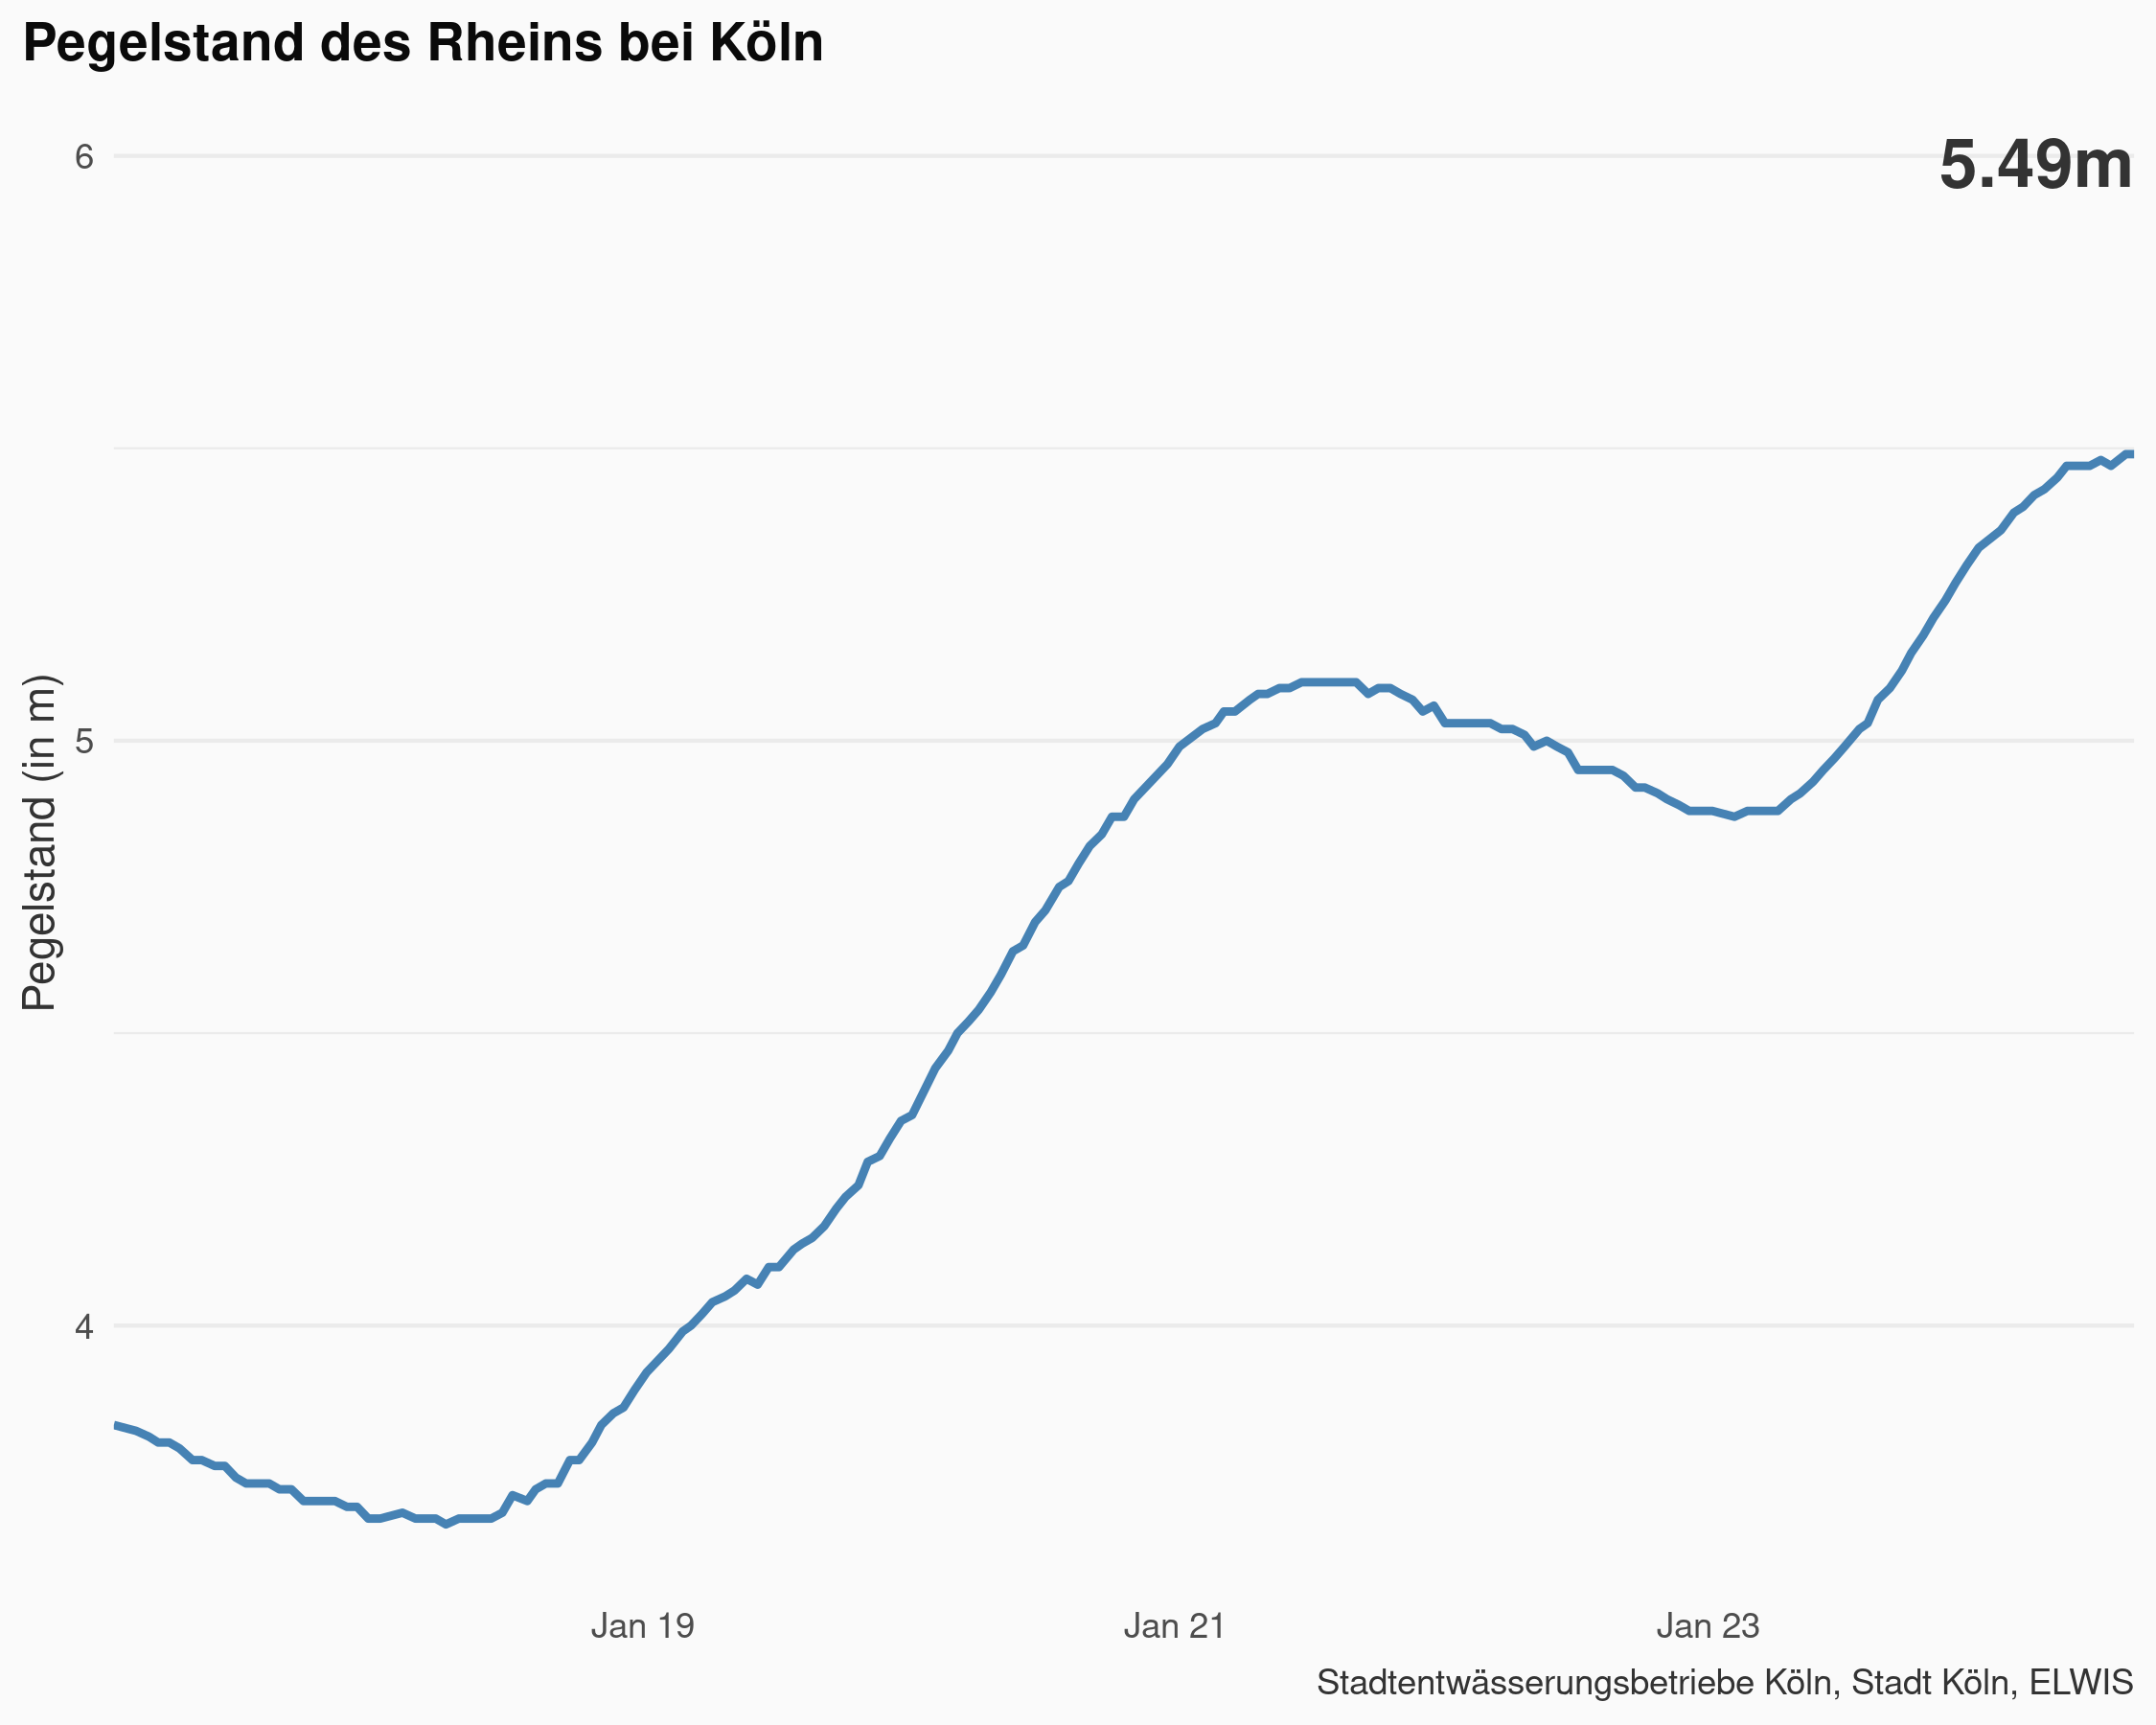 Pegelstand des Rheins bei Köln
5.49m
6
5
4
Pegelstand (in m)
Jan 19
Jan 21
Jan 23
Stadtentwässerungsbetriebe Köln, Stadt Köln, ELWIS